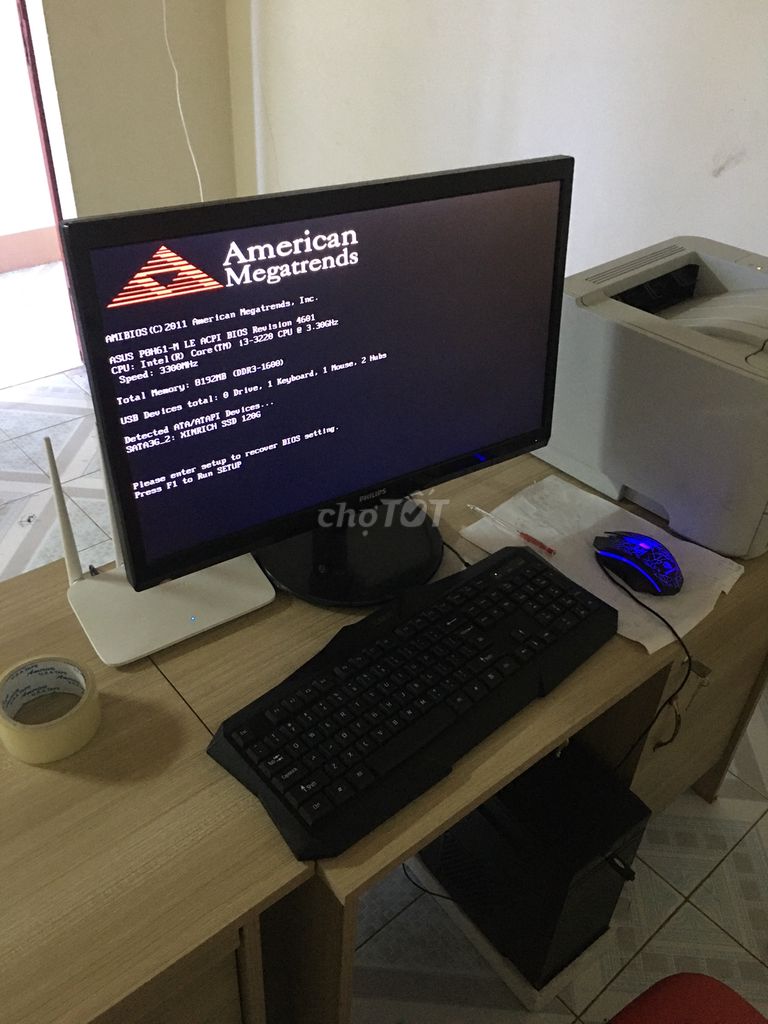 American
Megatrends
AMIBIOS(C)2011 American Megatrends, Inc.
ASUS P8H61-M LE ACPI BIOS Revision 4601
CPU: Intel(R) Core(TM) i3-3220 CPU @ 3.30GHz
Speed: 3300MHz
Total Memory: 8192MB (DDR3-1600)
USB Devices total: 0 Drive, 1 Keyboard, 1 Mouse, 2 Hubs
Detected ATA/ATAPI Devices...
SATA3G_2: XINRICH SSD 120G
Please enter setup to recover BIOS setting.
Press F1 to Run SETUP
PHILIPS
chợTỐT